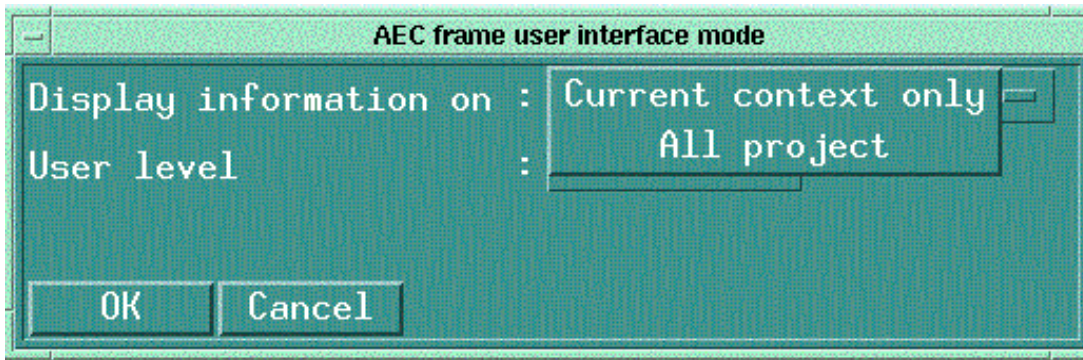 AEC frame user interface mode
Display information on : Current context only
All project
User level :
OK Cancel